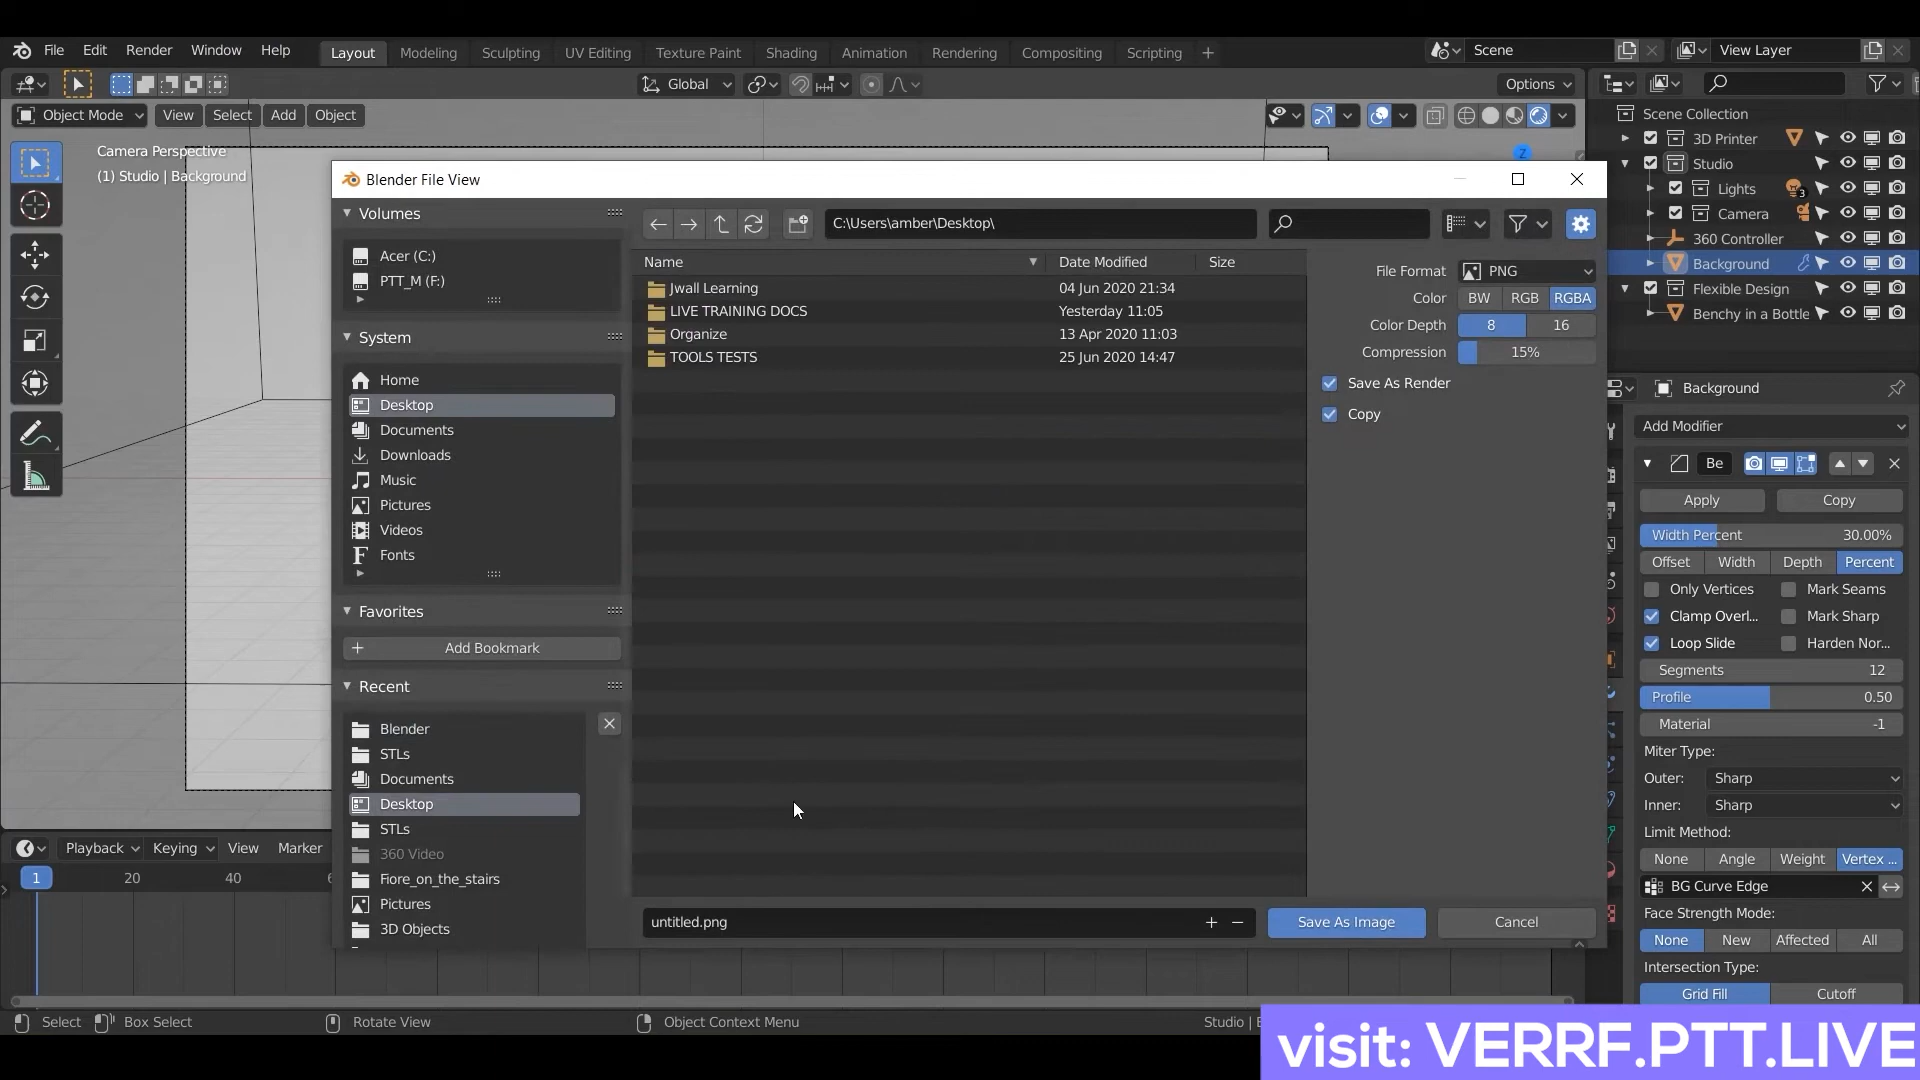 File Edit Render Window Help Layout Modeling Sculpting UV Editing Texture Paint Shading Animation Rendering Compositing Scripting + Scene View Layer
Global Options
Object Mode View Select Add Object
Camera Perspective
(1) Studio | Background
Z
Scene Collection
3D Printer
Studio
Lights 3
Camera
360 Controller
Background
Flexible Design
Benchy in a Bottle
Blender File View
Volumes
Acer (C:)
PTT_M (F:)
System
Home
Desktop
Documents
Downloads
Music
Pictures
Videos
Fonts
Favorites
+ Add Bookmark
Recent
Blender
STLs
Documents
Desktop
STLs
360 Video
Fiore_on_the_stairs
Pictures
3D Objects
C:\Users\amber\Desktop\
Name Date Modified Size
Jwall Learning 04 Jun 2020 21:34
LIVE TRAINING DOCS Yesterday 11:05
Organize 13 Apr 2020 11:03
TOOLS TESTS 25 Jun 2020 14:47
File Format PNG
Color BW RGB RGBA
Color Depth 8 16
Compression 15%
Save As Render
Copy
untitled.png + − Save As Image Cancel
Background
Add Modifier
Be
Apply Copy
Width Percent 30.00%
Offset Width Depth Percent
Only Vertices Mark Seams
Clamp Overl... Mark Sharp
Loop Slide Harden Nor...
Segments 12
Profile 0.50
Material -1
Miter Type:
Outer: Sharp
Inner: Sharp
Limit Method:
None Angle Weight Vertex ...
BG Curve Edge
Face Strength Mode:
None New Affected All
Intersection Type:
Grid Fill Cutoff
Playback Keying View Marker
1 20 40
Select Box Select Rotate View Object Context Menu Studio |
visit: VERRF.PTT.LIVE